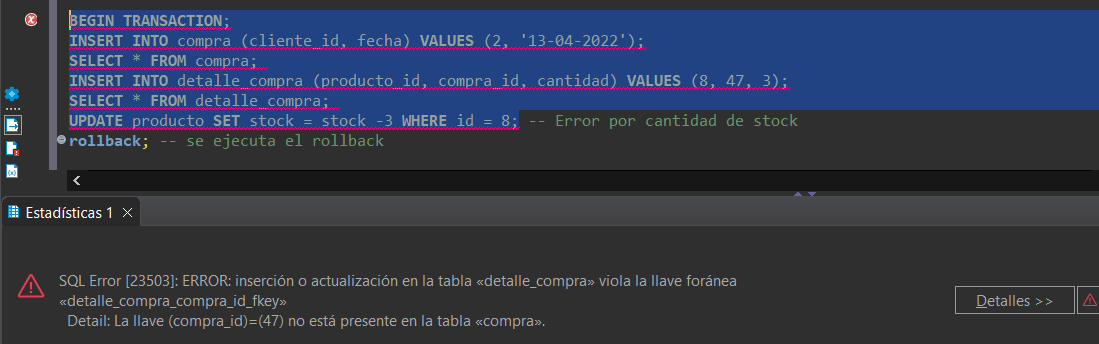 BEGIN TRANSACTION;
INSERT INTO compra (cliente_id, fecha) VALUES (2, '13-04-2022');
SELECT * FROM compra;
INSERT INTO detalle_compra (producto_id, compra_id, cantidad) VALUES (8, 47, 3);
SELECT * FROM detalle_compra;
UPDATE producto SET stock = stock -3 WHERE id = 8; -- Error por cantidad de stock
rollback; -- se ejecuta el rollback
Estadísticas 1
SQL Error [23503]: ERROR: inserción o actualización en la tabla «detalle_compra» viola la llave foránea
«detalle_compra_compra_id_fkey»
Detail: La llave (compra_id)=(47) no está presente en la tabla «compra».
Detalles >>